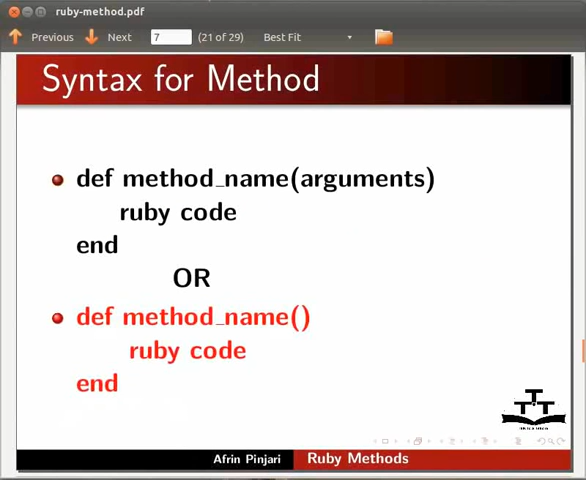 ruby-method.pdf
Previous Next 7 (21 of 29) Best Fit
Syntax for Method
def method_name(arguments)
ruby code
end
OR
def method_name()
ruby code
end
Afrin Pinjari Ruby Methods